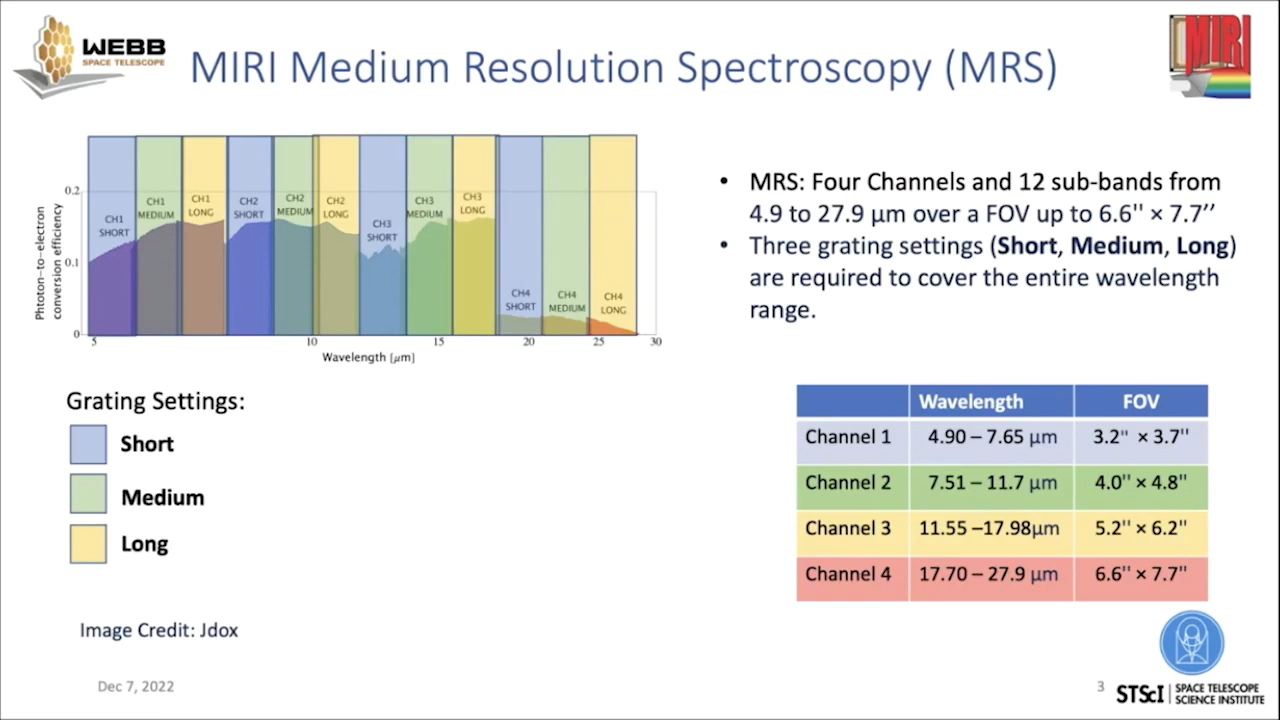 WEBB
SPACE TELESCOPE
MIRI Medium Resolution Spectroscopy (MRS)
MIRI
Phtoton-to-electron
conversion efficiency
0.2
0.1
0
CH1
SHORT
CH1
MEDIUM
CH1
LONG
CH2
SHORT
CH2
MEDIUM
CH2
LONG
CH3
SHORT
CH3
MEDIUM
CH3
LONG
CH4
SHORT
CH4
MEDIUM
CH4
LONG
5 10 15 20 25 30
Wavelength [μm]
• MRS: Four Channels and 12 sub-bands from
4.9 to 27.9 μm over a FOV up to 6.6'' × 7.7’’
• Three grating settings (Short, Medium, Long)
are required to cover the entire wavelength
range.
Grating Settings:
Short
Medium
Long
Wavelength FOV
Channel 1 4.90 – 7.65 μm 3.2'' × 3.7''
Channel 2 7.51 – 11.7 μm 4.0'' × 4.8''
Channel 3 11.55 –17.98μm 5.2'' × 6.2''
Channel 4 17.70 – 27.9 μm 6.6'' × 7.7''
Image Credit: Jdox
Dec 7, 2022
3
STScI | SPACE TELESCOPE
SCIENCE INSTITUTE